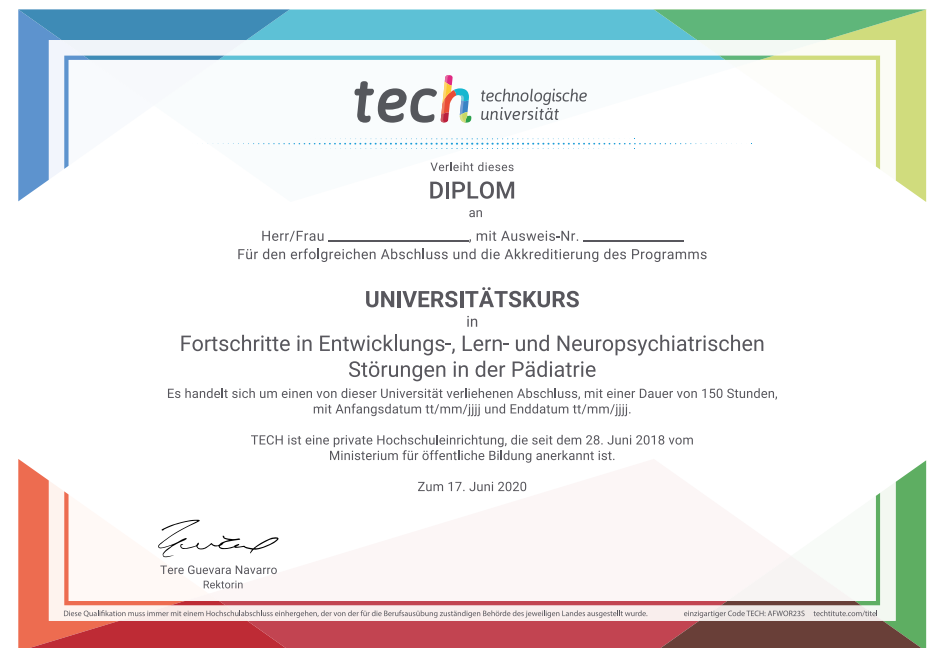 tech technologische
universität
Verleiht dieses
DIPLOM
an
Herr/Frau ____________________, mit Ausweis-Nr. ______________
Für den erfolgreichen Abschluss und die Akkreditierung des Programms
UNIVERSITÄTSKURS
in
Fortschritte in Entwicklungs-, Lern- und Neuropsychiatrischen
Störungen in der Pädiatrie
Es handelt sich um einen von dieser Universität verliehenen Abschluss, mit einer Dauer von 150 Stunden,
mit Anfangsdatum tt/mm/jjjj und Enddatum tt/mm/jjjj.
TECH ist eine private Hochschuleinrichtung, die seit dem 28. Juni 2018 vom
Ministerium für öffentliche Bildung anerkannt ist.
Zum 17. Juni 2020
Tere Guevara Navarro
Rektorin
Diese Qualifikation muss immer mit einem Hochschulabschluss einhergehen, der von der für die Berufsausübung zuständigen Behörde des jeweiligen Landes ausgestellt wurde. einzigartiger Code TECH: AFWOR23S techtitute.com/titel